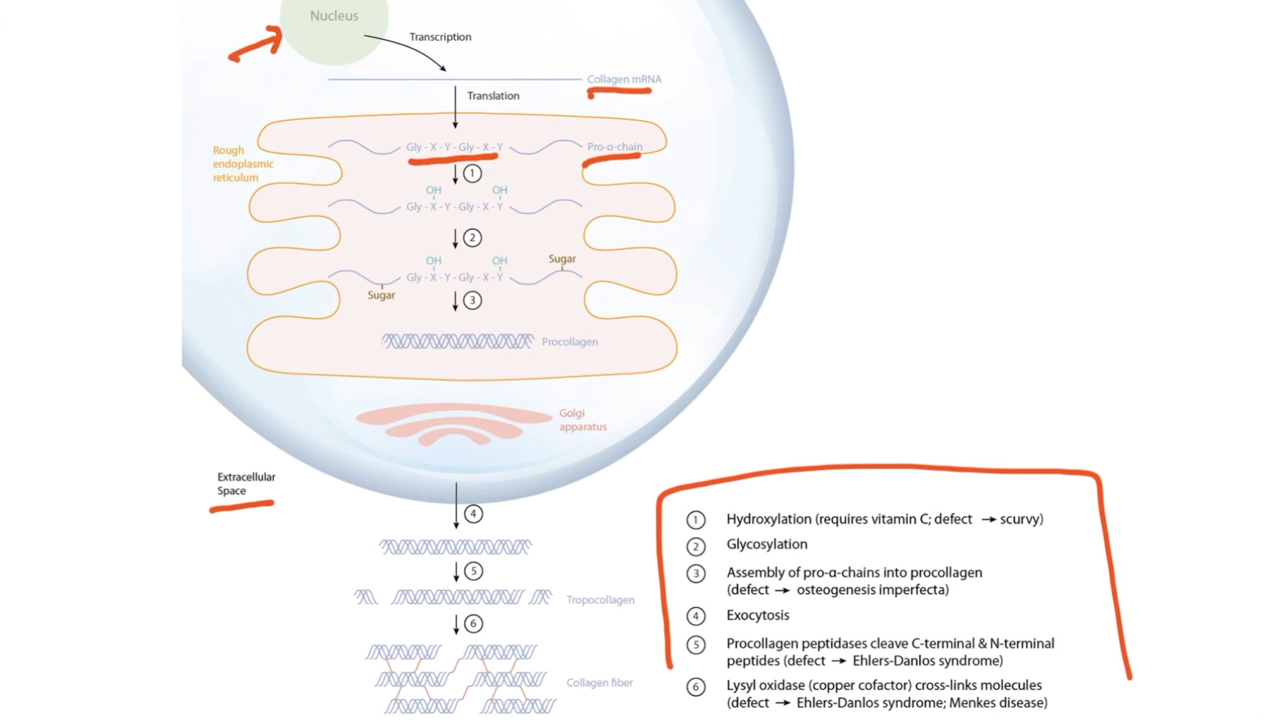 Nucleus
Transcription
Collagen mRNA
Translation
Rough
endoplasmic
reticulum
Gly - X - Y - Gly - X - Y
Pro-α-chain
1
OH OH
Gly - X - Y - Gly - X - Y
2
OH OH
Sugar
Gly - X - Y - Gly - X - Y
Sugar
3
Procollagen
Golgi
apparatus
Extracellular
Space
4
5
Tropocollagen
6
Collagen fiber
1 Hydroxylation (requires vitamin C; defect → scurvy)
2 Glycosylation
3 Assembly of pro-α-chains into procollagen
(defect → osteogenesis imperfecta)
4 Exocytosis
5 Procollagen peptidases cleave C-terminal & N-terminal
peptides (defect → Ehlers-Danlos syndrome)
6 Lysyl oxidase (copper cofactor) cross-links molecules
(defect → Ehlers-Danlos syndrome; Menkes disease)